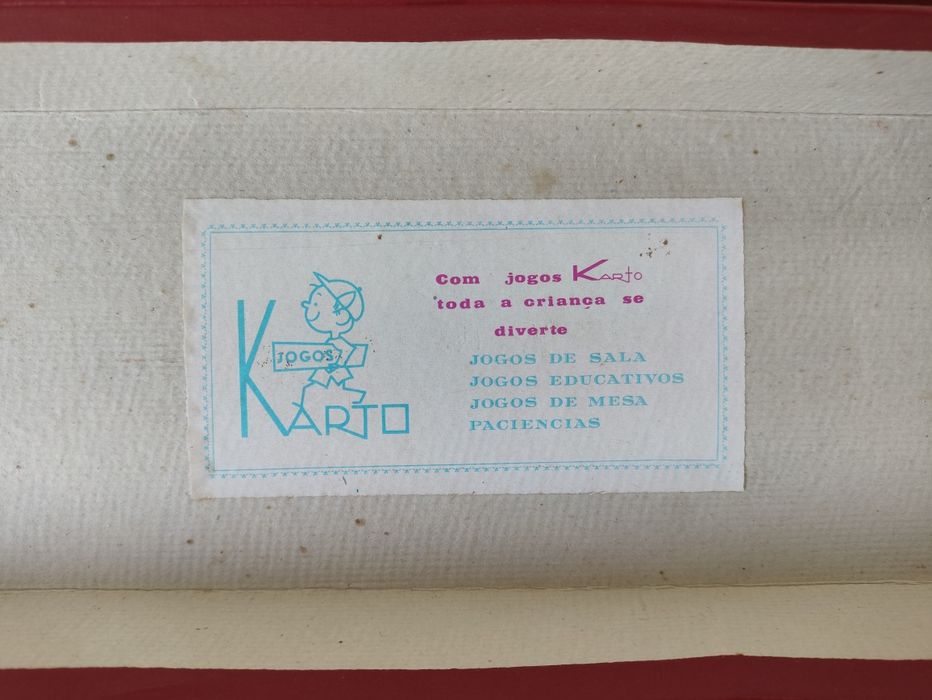 JOGOS
KARTO
Com jogos KARTO
toda a criança se
diverte
JOGOS DE SALA
JOGOS EDUCATIVOS
JOGOS DE MESA
PACIENCIAS